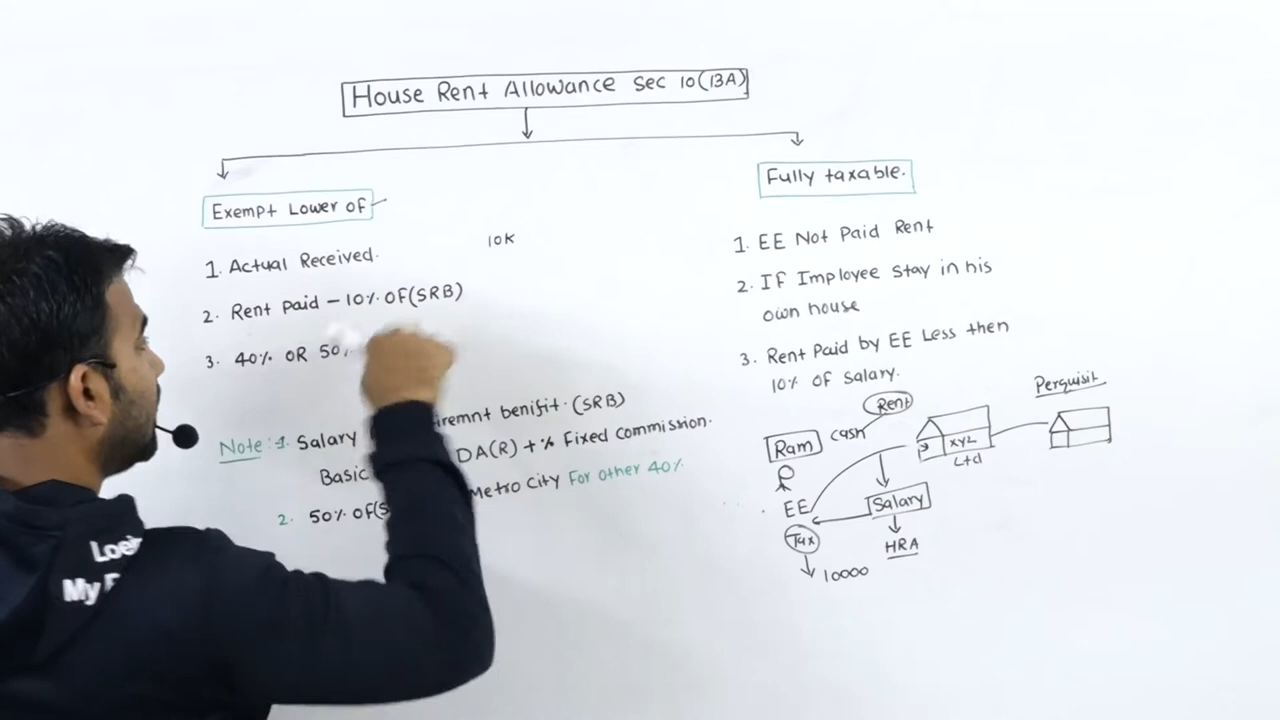 House Rent Allowance Sec 10(13A)
Exempt Lower of
1. Actual Received.
2. Rent paid – 10% OF(SRB)
3. 40% OR 50%
10K
Note: 1. Salary benifit. (SRB)
Basic DA(R) + % Fixed Commission.
2. 50% OF( Metro City For other 40%
Fully taxable.
1. EE Not Paid Rent
2. If Imployee stay in his
own house
3. Rent Paid by EE Less then
10% OF Salary.
Rent
Ram cash
EE
Tax
10000
XYZ
Ltd
Salary
HRA
Perquisit
My